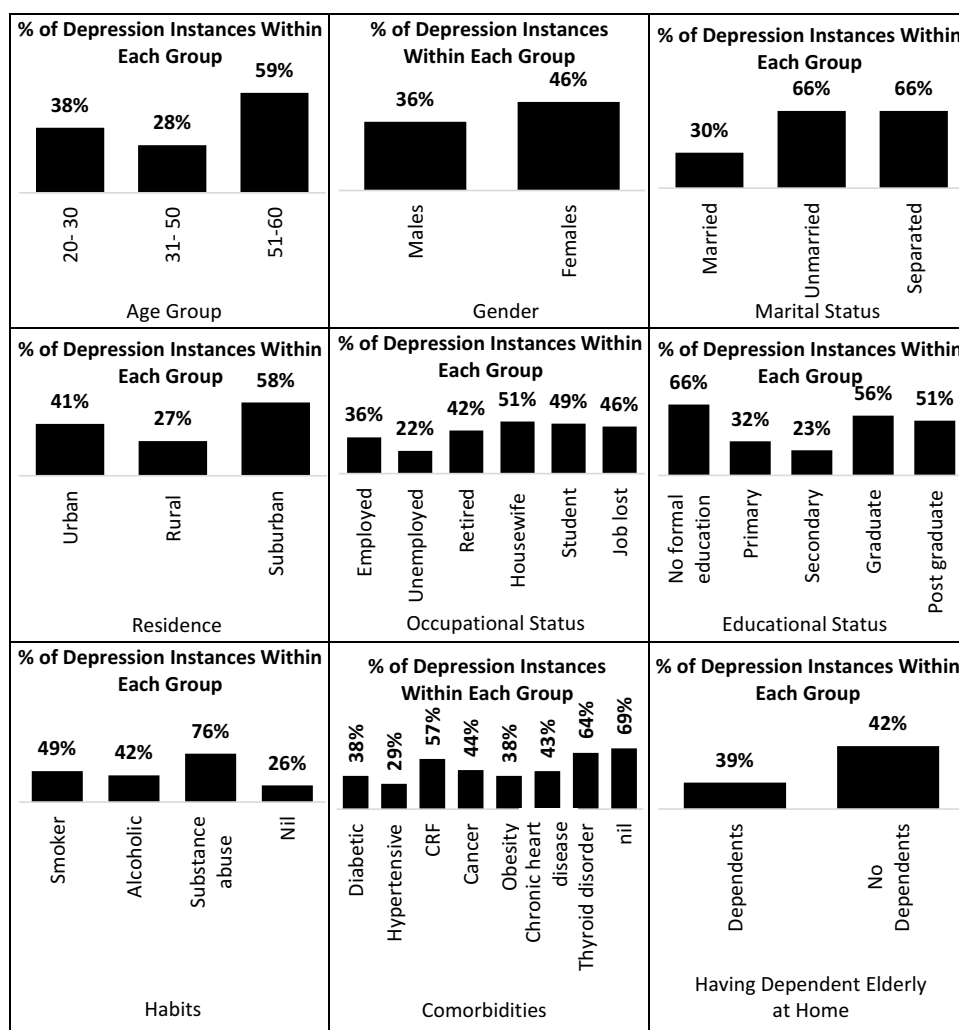 % of Depression Instances Within
Each Group
38%
28%
59%
20- 30
31- 50
51-60
Age Group
% of Depression Instances
Within Each Group
36%
46%
Males
Females
Gender
% of Depression Instances Within
Each Group
30%
66%
66%
Married
Unmarried
Separated
Marital Status
% of Depression Instances Within
Each Group
41%
27%
58%
Urban
Rural
Suburban
Residence
% of Depression Instances Within
Each Group
36%
22%
42%
51%
49%
46%
Employed
Unemployed
Retired
Housewife
Student
Job lost
Occupational Status
% of Depression Instances Within
Each Group
66%
32%
23%
56%
51%
No formal
education
Primary
Secondary
Graduate
Post graduate
Educational Status
% of Depression Instances Within
Each Group
49%
42%
76%
26%
Smoker
Alcoholic
Substance
abuse
Nil
Habits
% of Depression Instances
Within Each Group
38%
29%
57%
44%
38%
43%
64%
69%
Diabetic
Hypertensive
CRF
Cancer
Obesity
Chronic heart
disease
Thyroid disorder
nil
Comorbidities
% of Depression Instances Within
Each Group
39%
42%
Dependents
No
Dependents
Having Dependent Elderly
at Home